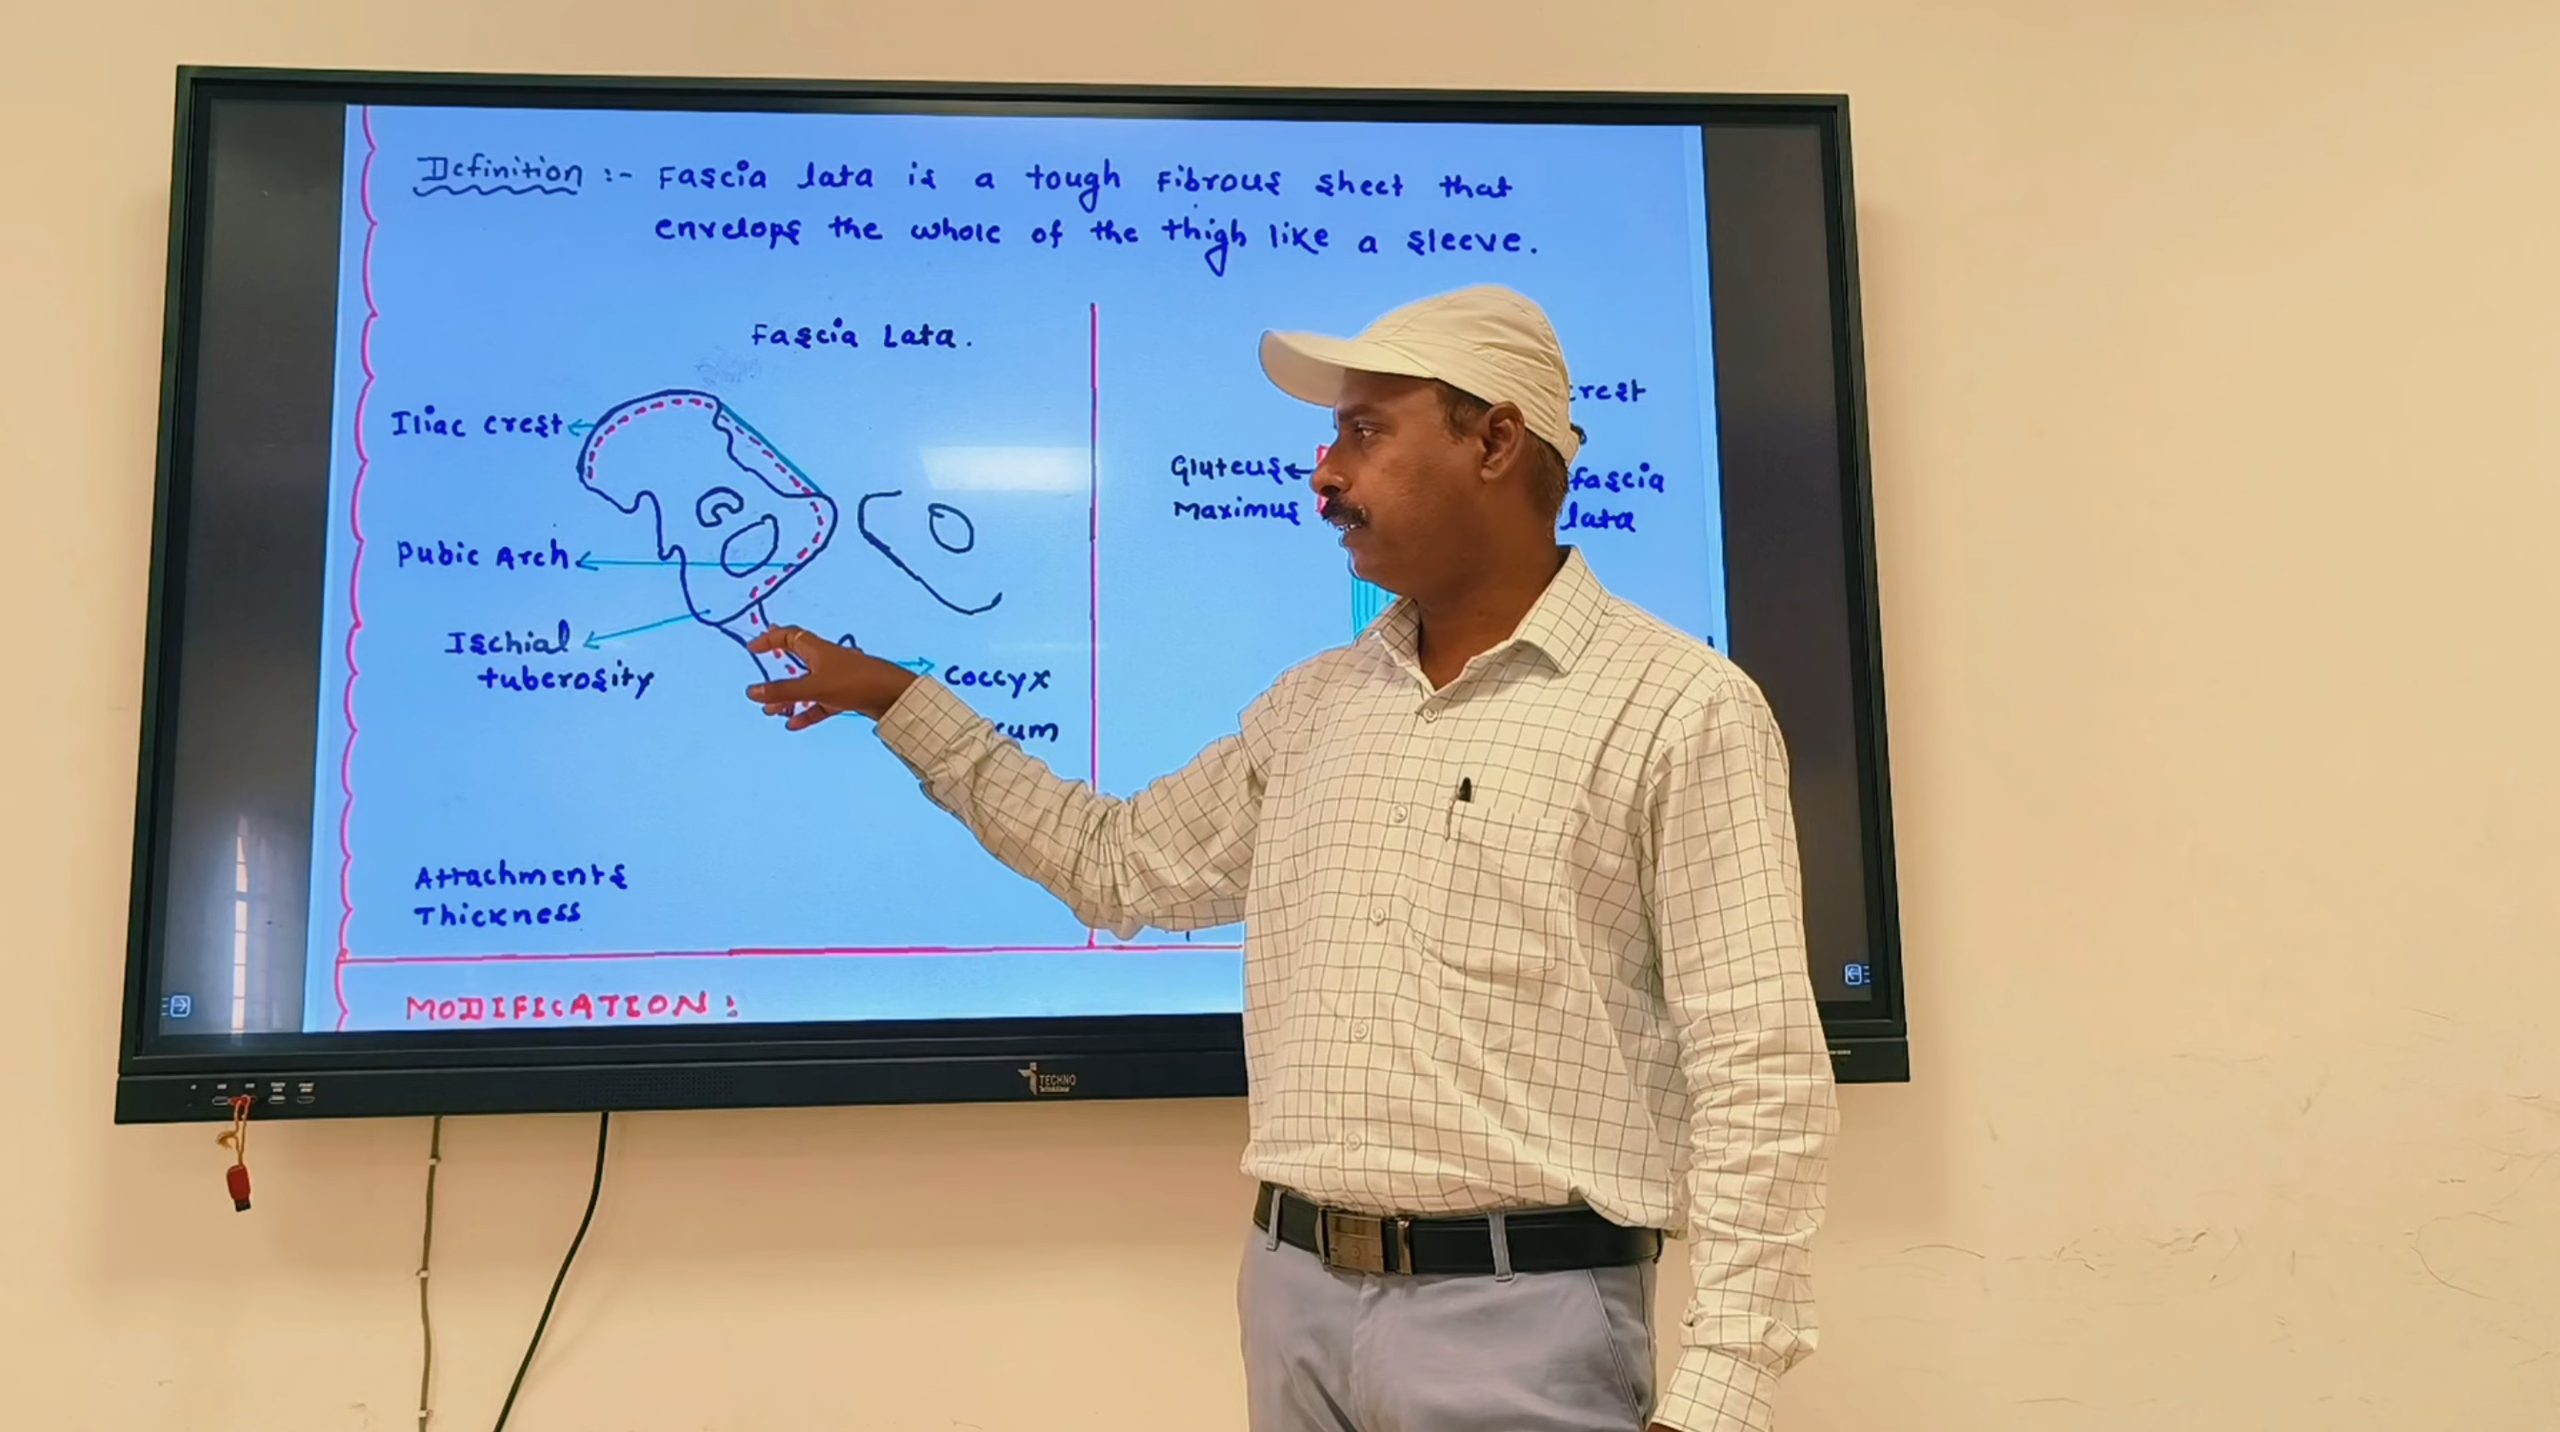 Definition :- Fascia lata is a tough Fibrous sheet that
envelops the whole of the thigh like a sleeve.
Fascia Lata.
Iliac crest
Pubic Arch
Ischial
tuberosity
coccyx
Attachments
Thickness
Gluteus
Maximus
fascia
lata
MODIFICATION:
TECHNO